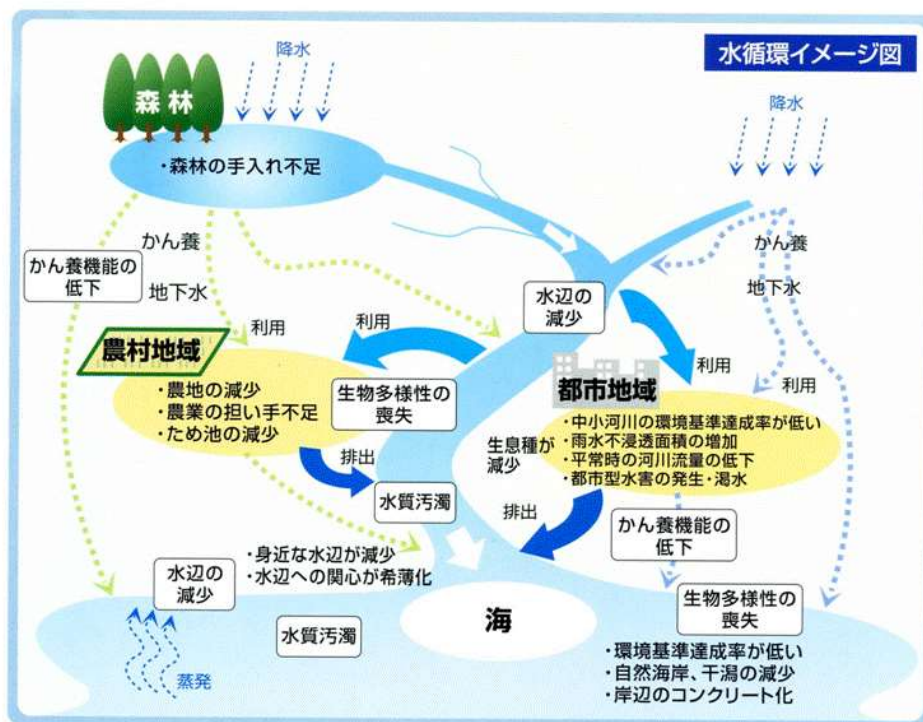 水循環イメージ図
降水
降水
森林
・森林の手入れ不足
かん養
かん養機能の
低下
地下水
かん養
地下水
水辺の
減少
利用
利用
利用
利用
農村地域
・農地の減少
・農業の担い手不足
・ため池の減少
生物多様性の
喪失
都市地域
・中小河川の環境基準達成率が低い
・雨水不浸透面積の増加
・平常時の河川流量の低下
・都市型水害の発生・渇水
生息種が
減少
排出
水質汚濁
排出
かん養機能の
低下
・身近な水辺が減少
・水辺への関心が希薄化
水辺の
減少
水質汚濁
海
生物多様性の
喪失
・環境基準達成率が低い
・自然海岸、干潟の減少
・岸辺のコンクリート化
蒸発